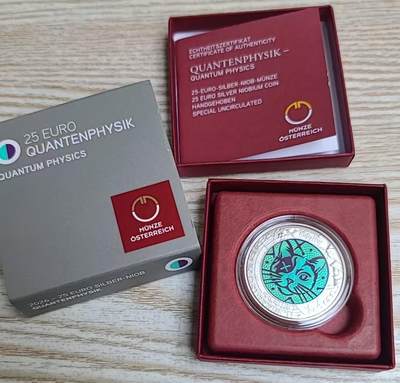 25 EURO
QUANTENPHYSIK
QUANTUM PHYSICS
MÜNZE
ÖSTERREICH
2026 – 25 EURO SILBER-NIOB
QUANTENPHYSIK
ECHTHEITSZERTIFIKAT
CERTIFICATE OF AUTHENTICITY
QUANTENPHYSIK –
QUANTUM PHYSICS
25-EURO-SILBER-NIOB-MÜNZE
25 EURO SILVER NIOBIUM COIN
HANDGEHOBEN
SPECIAL UNCIRCULATED
MÜNZE
ÖSTERREICH